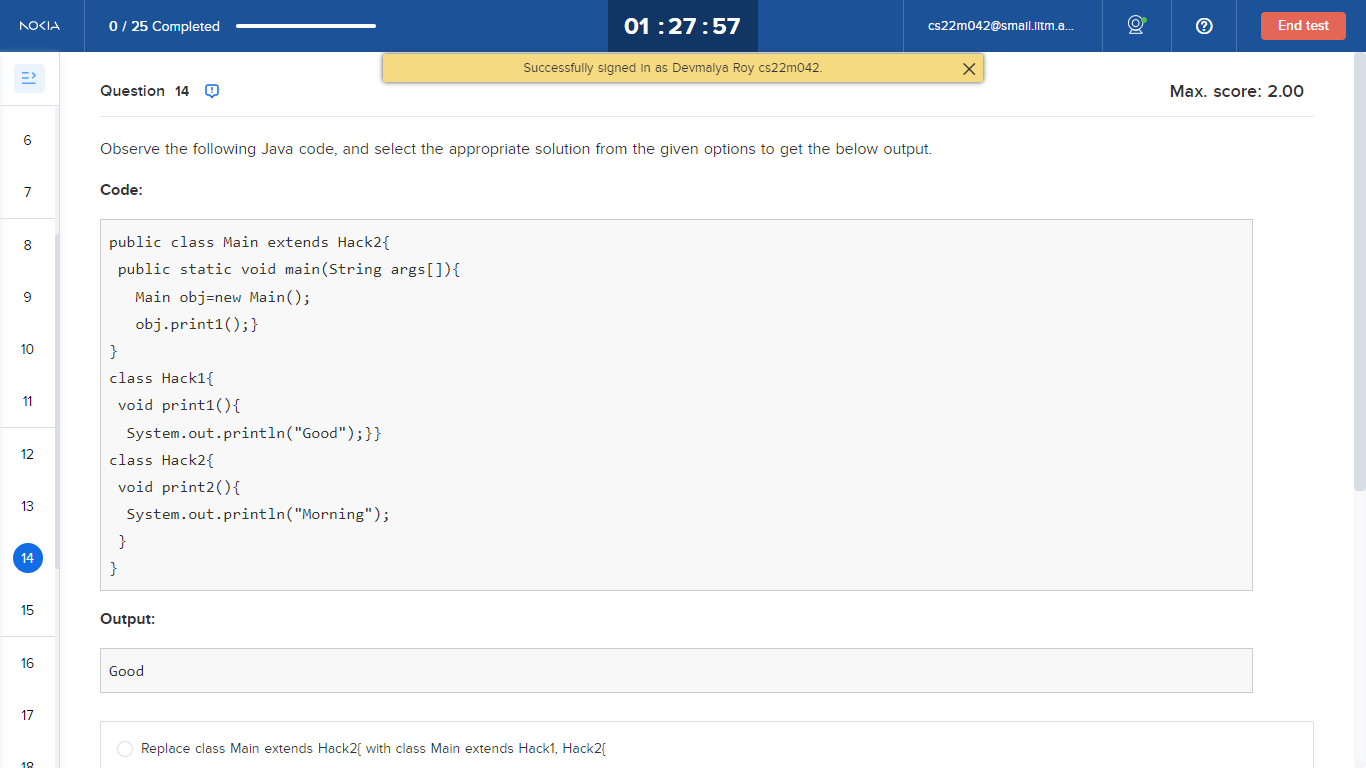 NOKIA
0 / 25 Completed
01 : 27 : 57
cs22m042@smail.iitm.a...
End test
Successfully signed in as Devmalya Roy cs22m042.
Question 14
Max. score: 2.00
6
7
8
9
10
11
12
13
14
15
16
17
18
Observe the following Java code, and select the appropriate solution from the given options to get the below output.
Code:
public class Main extends Hack2{
 public static void main(String args[]){
   Main obj=new Main();
   obj.print1();}
}
class Hack1{
 void print1(){
  System.out.println("Good");}}
class Hack2{
 void print2(){
  System.out.println("Morning");
 }
}
Output:
Good
Replace class Main extends Hack2{ with class Main extends Hack1, Hack2{